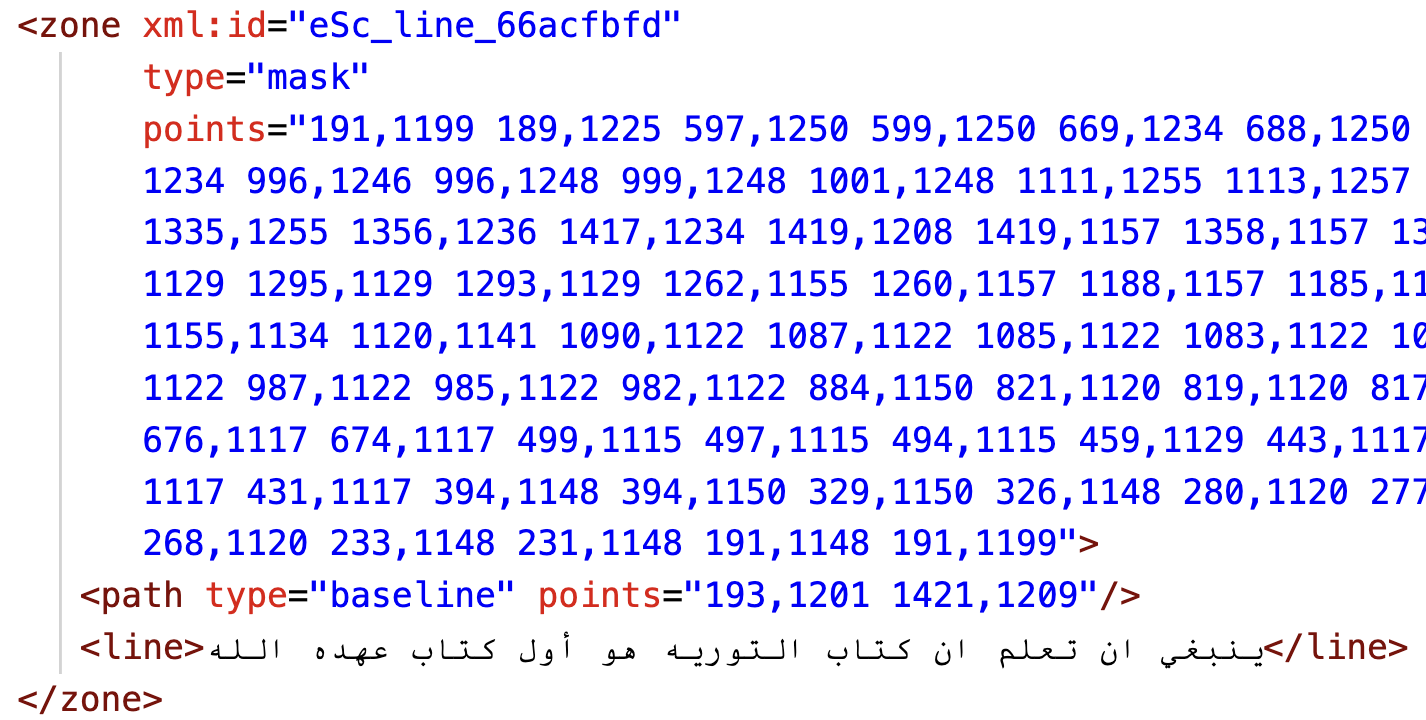 <zone xml:id="eSc_line_66acfbfd"
type="mask"
points="191,1199 189,1225 597,1250 599,1250 669,1234 688,1250
1234 996,1246 996,1248 999,1248 1001,1248 1111,1255 1113,1257
1335,1255 1356,1236 1417,1234 1419,1208 1419,1157 1358,1157 13
1129 1295,1129 1293,1129 1262,1155 1260,1157 1188,1157 1185,11
1155,1134 1120,1141 1090,1122 1087,1122 1085,1122 1083,1122 10
1122 987,1122 985,1122 982,1122 884,1150 821,1120 819,1120 817
676,1117 674,1117 499,1115 497,1115 494,1115 459,1129 443,1117
1117 431,1117 394,1148 394,1150 329,1150 326,1148 280,1120 277
268,1120 233,1148 231,1148 191,1148 191,1199">
<path type="baseline" points="193,1201 1421,1209"/>
<line>ينبغي ان تعلم ان كتاب التوريه هو أول كتاب عهده الله</line>
</zone>